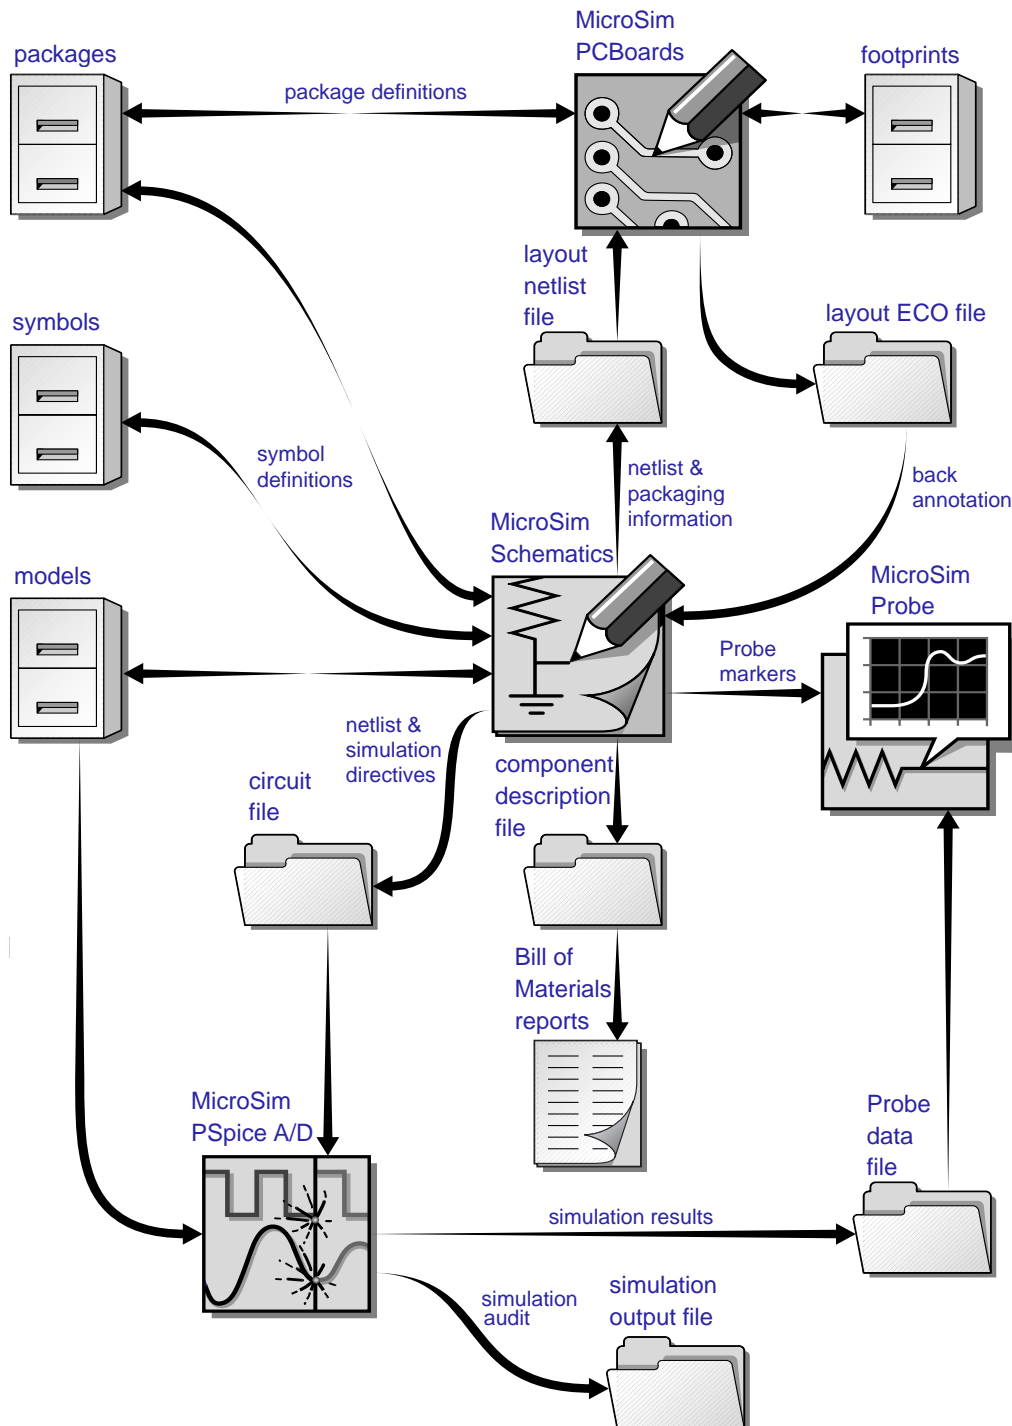 MicroSim
PCBoards
packages
footprints
package definitions
layout
netlist
file
layout ECO file
symbols
symbol
definitions
netlist &
packaging
information
back
annotation
MicroSim
Schematics
models
MicroSim
Probe
Probe
markers
netlist &
simulation
directives
circuit
file
component
description
file
Bill of
Materials
reports
MicroSim
PSpice A/D
Probe
data
file
simulation results
simulation
audit
simulation
output file